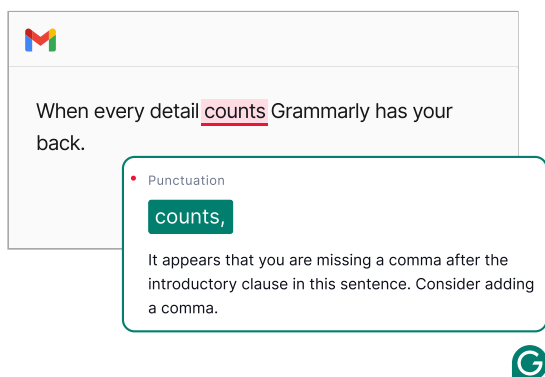 When every detail counts Grammarly has your
back.
Punctuation
counts,
It appears that you are missing a comma after the
introductory clause in this sentence. Consider adding
a comma.